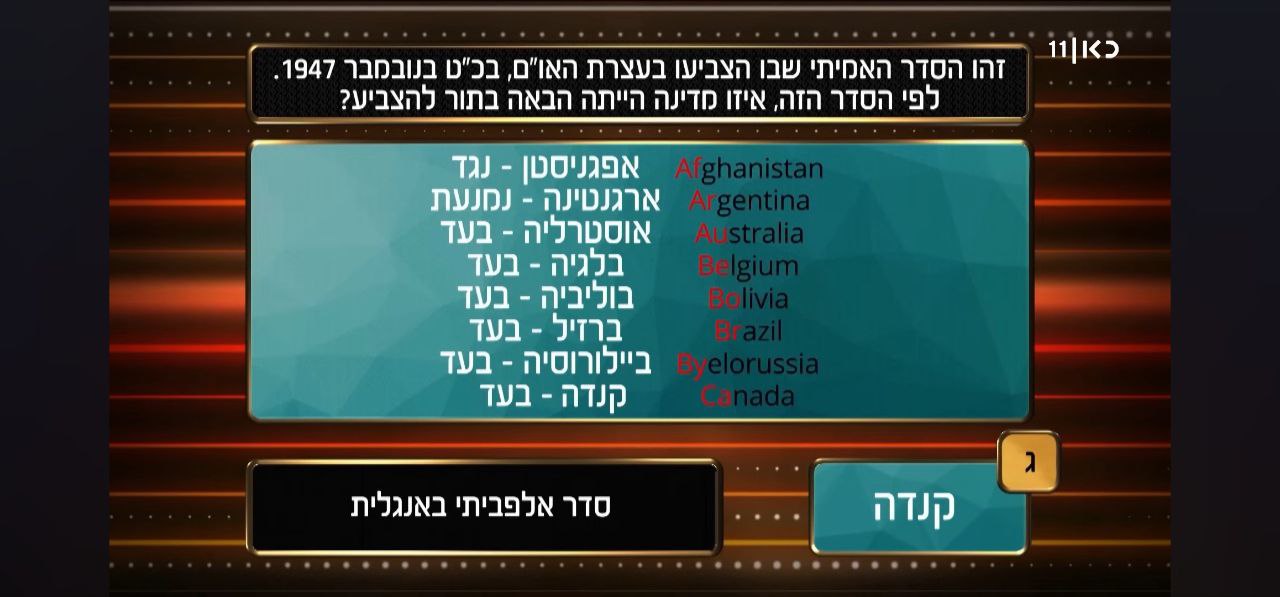 כאן|11
זהו הסדר האמיתי שבו הצביעו בעצרת האו"ם, בכ"ט בנובמבר 1947.
לפי הסדר הזה, איזו מדינה הייתה הבאה בתור להצביע?
אפגניסטן - נגד Afghanistan
ארגנטינה - נמנעת Argentina
אוסטרליה - בעד Australia
בלגיה - בעד Belgium
בוליביה - בעד Bolivia
ברזיל - בעד Brazil
ביילורוסיה - בעד Byelorussia
קנדה - בעד Canada
ג
קנדה
סדר אלפביתי באנגלית